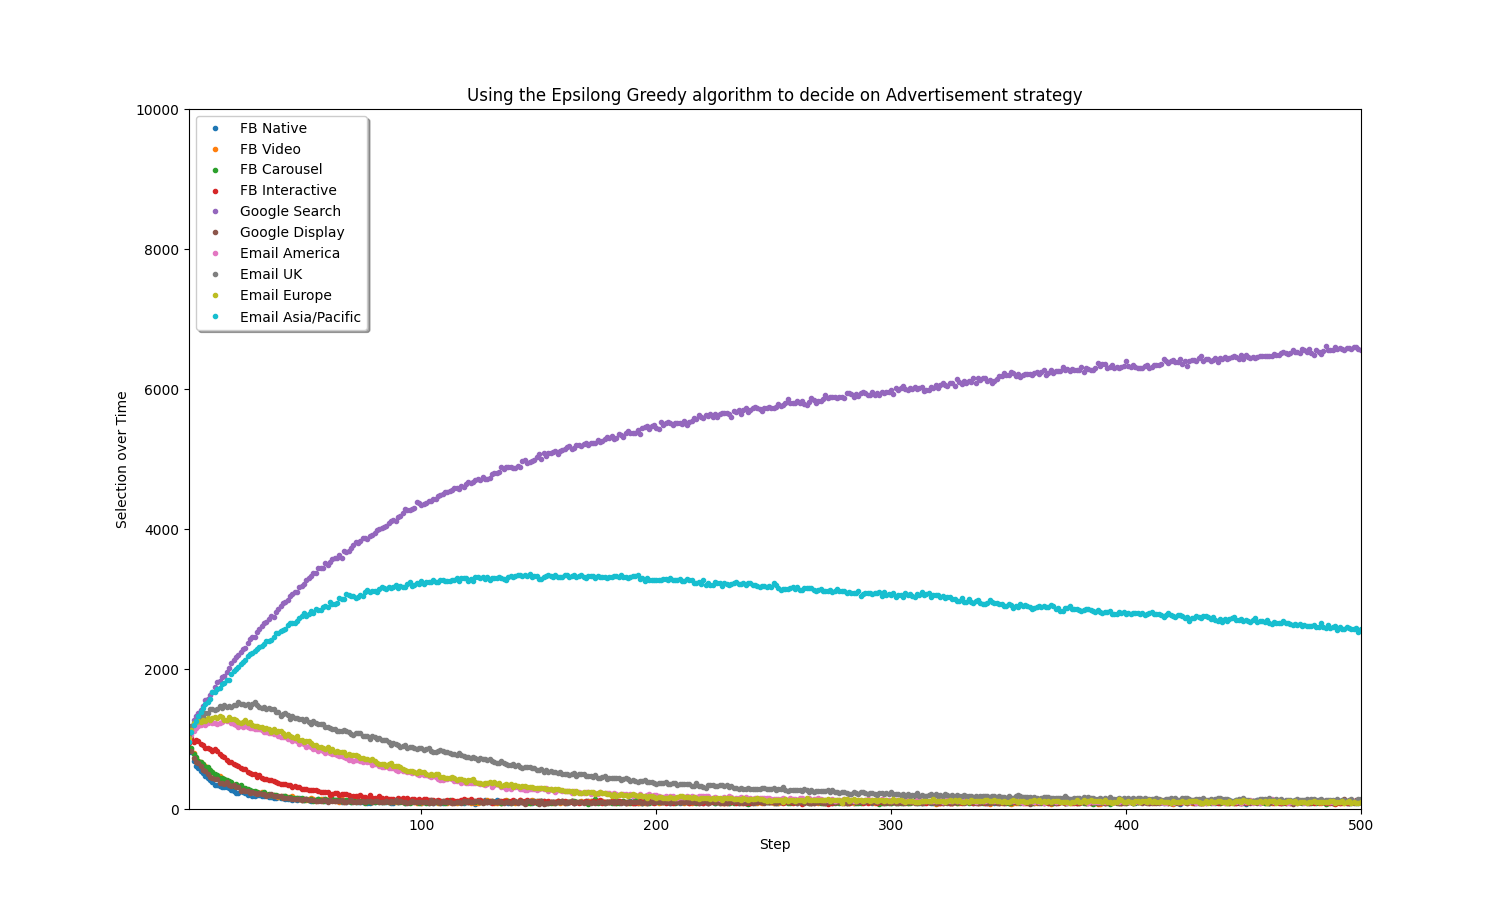 Using the Epsilong Greedy algorithm to decide on Advertisement strategy
10000
8000
6000
4000
2000
0
FB Native
FB Video
FB Carousel
FB Interactive
Google Search
Google Display
Email America
Email UK
Email Europe
Email Asia/Pacific
Selection over Time
100
200
300
400
500
Step